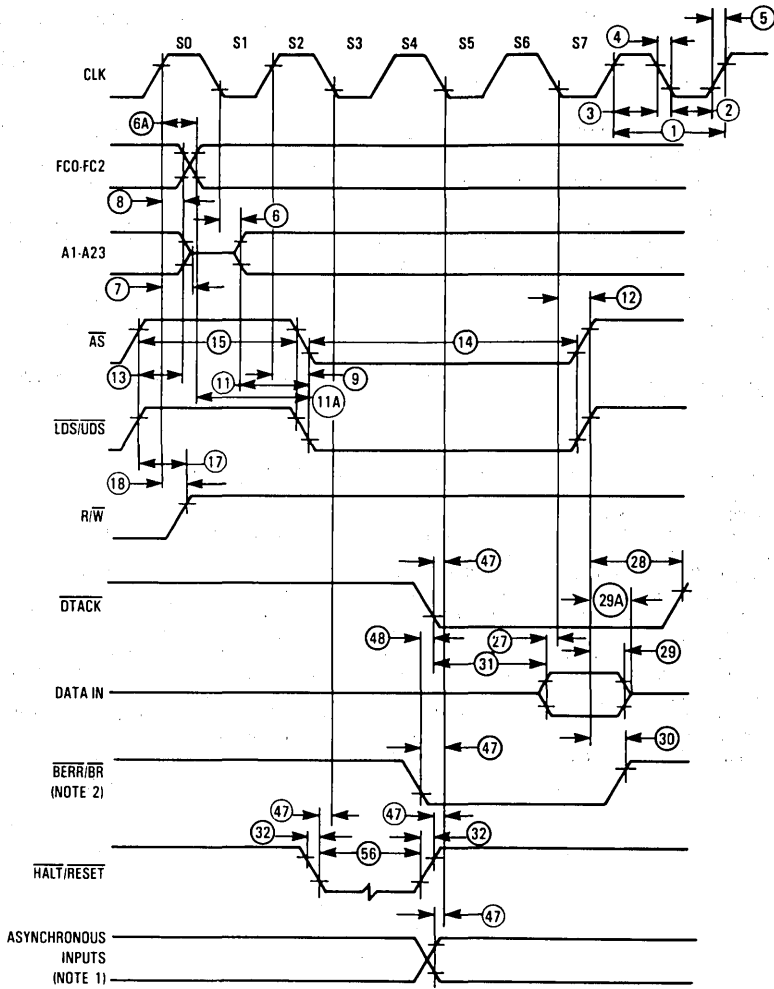 S0 S1 S2 S3 S4 S5 S6 S7
5
4
CLK
3 2
1
6A
FC0-FC2
8 6
A1-A23
7
12
AS
15 14
13 11 9
11A
LDS/UDS
17
18
R/W
47 28
DTACK
29A
48 27 29
31
DATA IN
47 30
BERR/BR
(NOTE 2)
47 47
32 56 32
HALT/RESET
47
ASYNCHRONOUS
INPUTS
(NOTE 1)